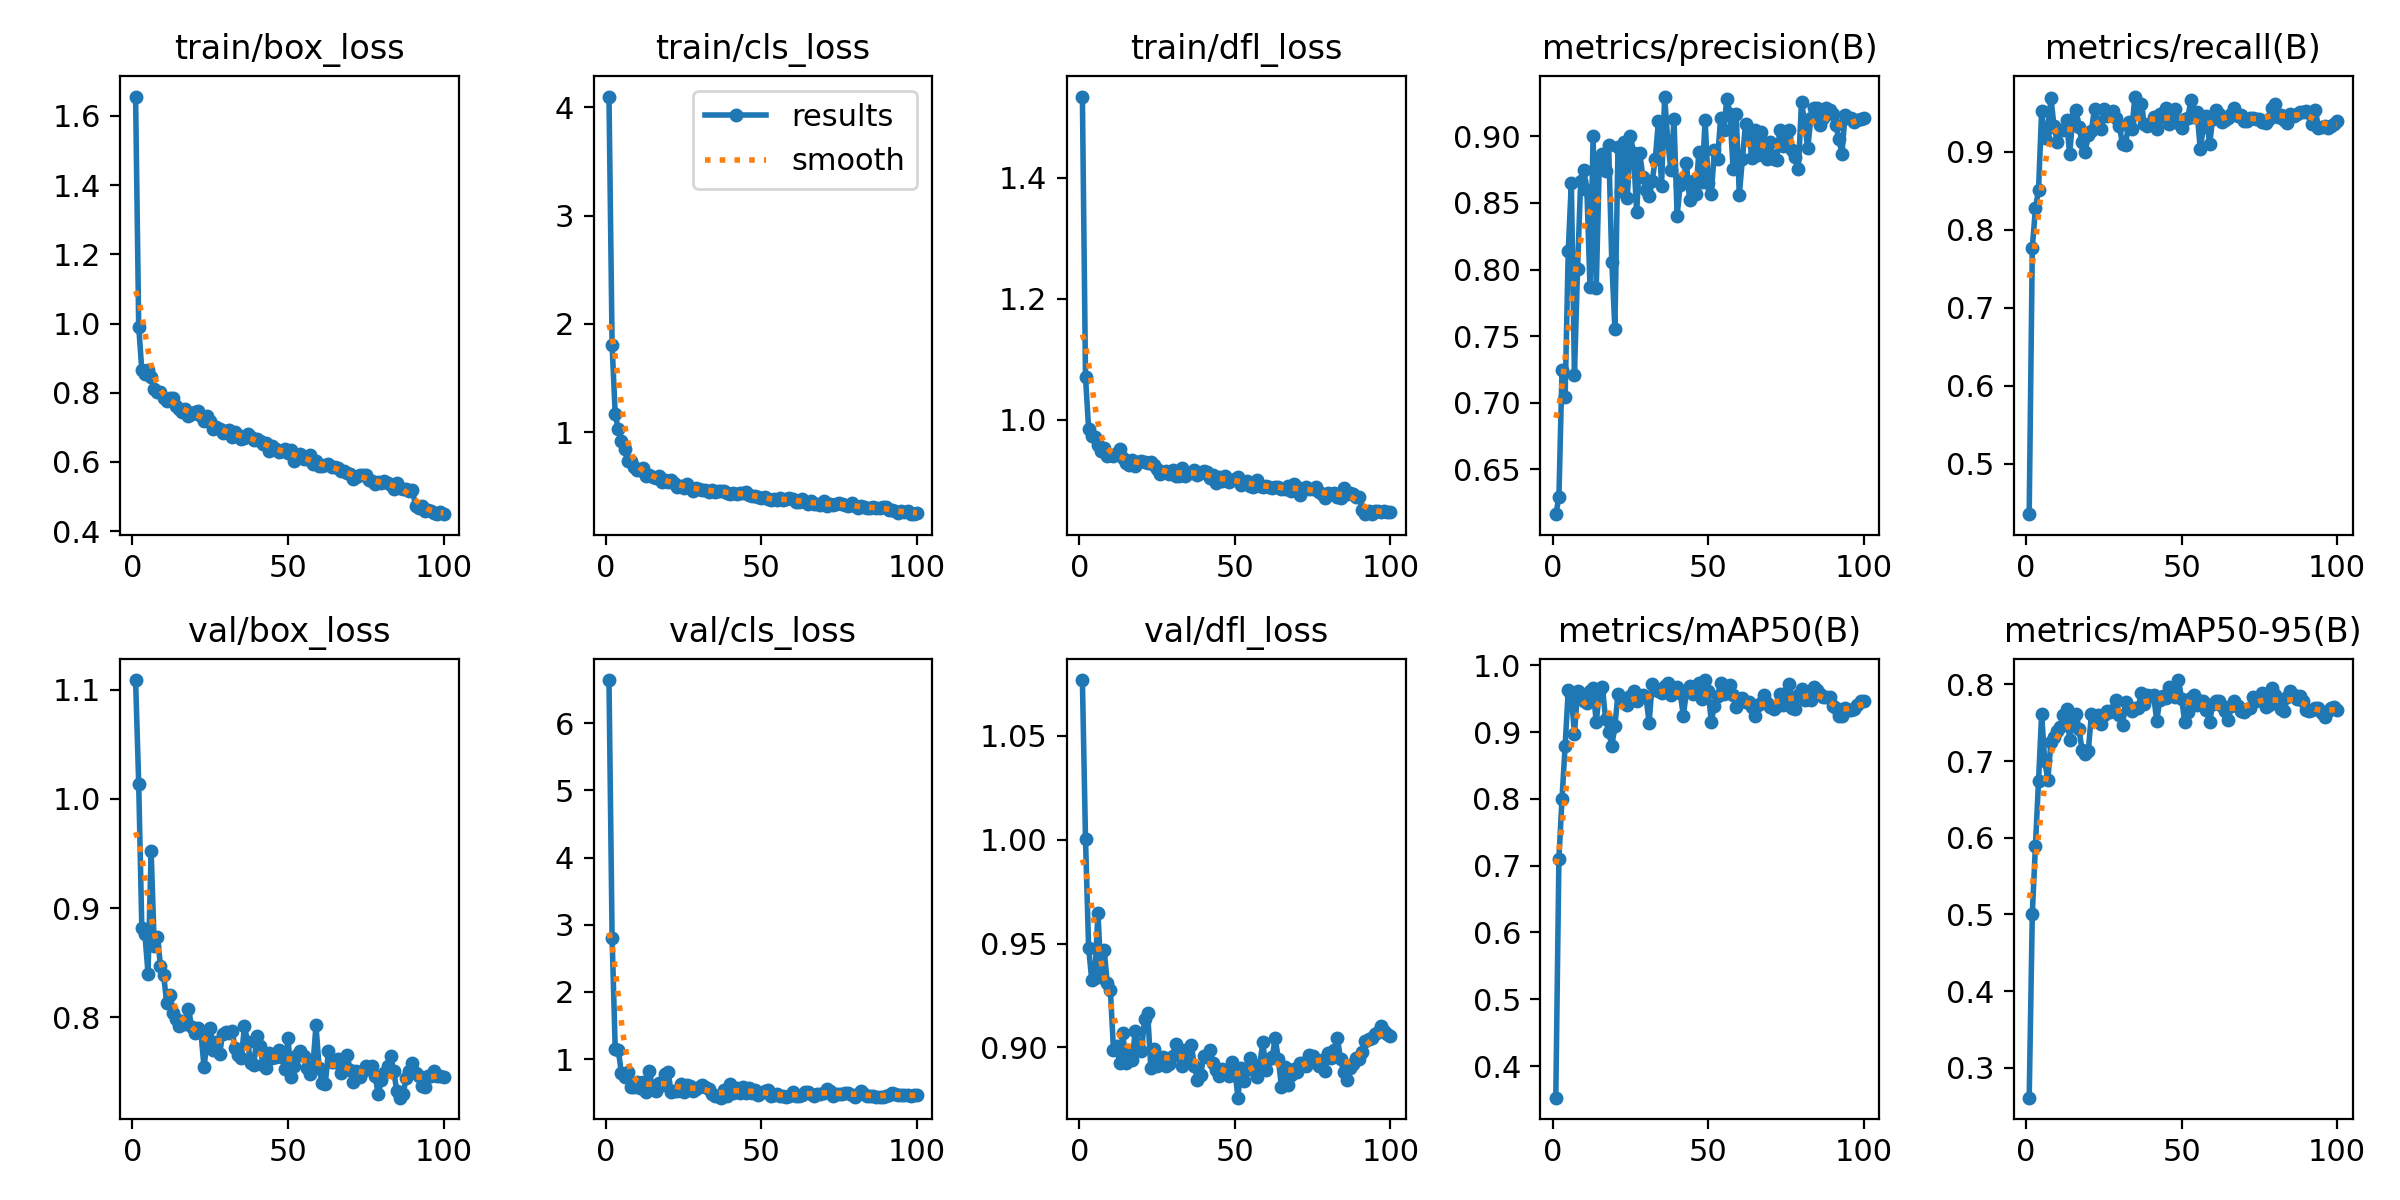 train/box_loss
1.6
1.4
1.2
1.0
0.8
0.6
0.4
0 50 100
train/cls_loss
results
smooth
4
3
2
1
0 50 100
train/dfl_loss
1.4
1.2
1.0
0 50 100
metrics/precision(B)
0.90
0.85
0.80
0.75
0.70
0.65
0 50 100
metrics/recall(B)
0.9
0.8
0.7
0.6
0.5
0 50 100
val/box_loss
1.1
1.0
0.9
0.8
0 50 100
val/cls_loss
6
5
4
3
2
1
0 50 100
val/dfl_loss
1.05
1.00
0.95
0.90
0 50 100
metrics/mAP50(B)
1.0
0.9
0.8
0.7
0.6
0.5
0.4
0 50 100
metrics/mAP50-95(B)
0.8
0.7
0.6
0.5
0.4
0.3
0 50 100